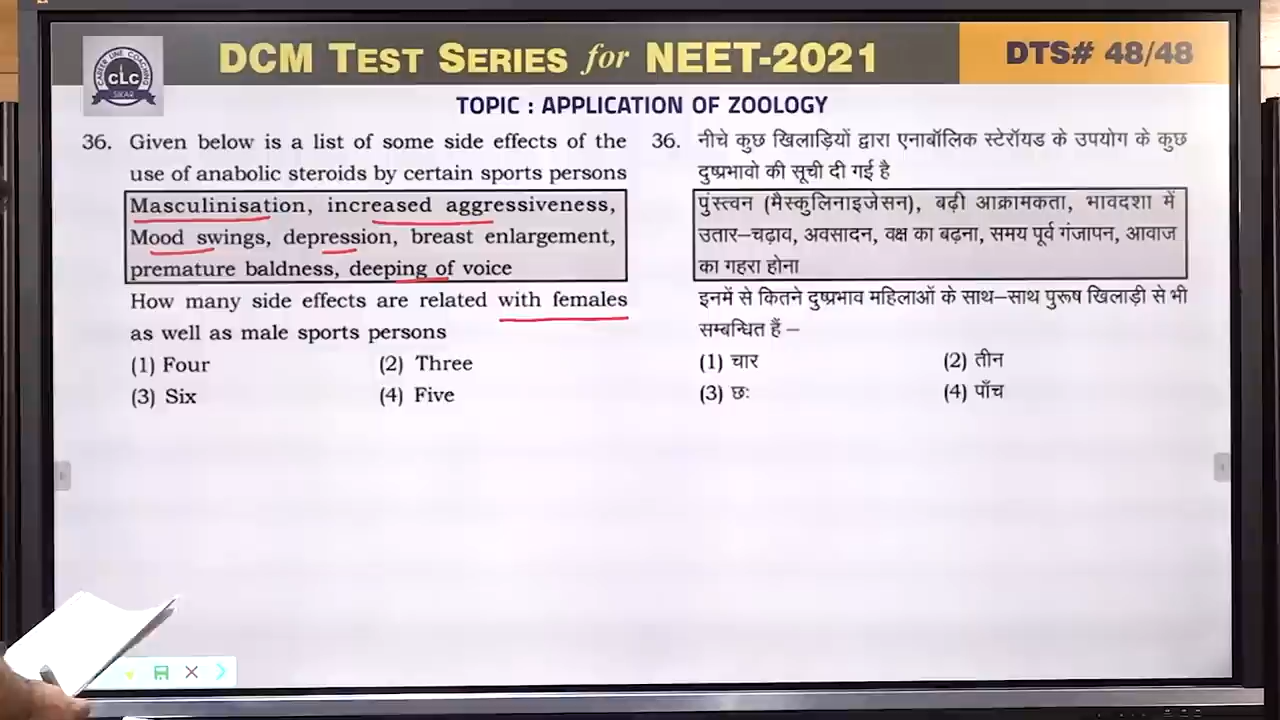 CAREER LINE COACHING
CLC
SIKAR
DCM TEST SERIES for NEET-2021
DTS# 48/48
TOPIC : APPLICATION OF ZOOLOGY
36. Given below is a list of some side effects of the
use of anabolic steroids by certain sports persons
Masculinisation, increased aggressiveness,
Mood swings, depression, breast enlargement,
premature baldness, deeping of voice
How many side effects are related with females
as well as male sports persons
(1) Four (2) Three
(3) Six (4) Five
36. नीचे कुछ खिलाड़ियों द्वारा एनाबॉलिक स्टेरॉयड के उपयोग के कुछ
दुष्प्रभावो की सूची दी गई है
पुंस्त्वन (मैस्कुलिनाइजेसन), बढ़ी आक्रामकता, भावदशा में
उतार–चढ़ाव, अवसादन, वक्ष का बढ़ना, समय पूर्व गंजापन, आवाज
का गहरा होना
इनमें से कितने दुष्प्रभाव महिलाओं के साथ–साथ पुरूष खिलाड़ी से भी
सम्बन्धित हैं –
(1) चार (2) तीन
(3) छः (4) पाँच